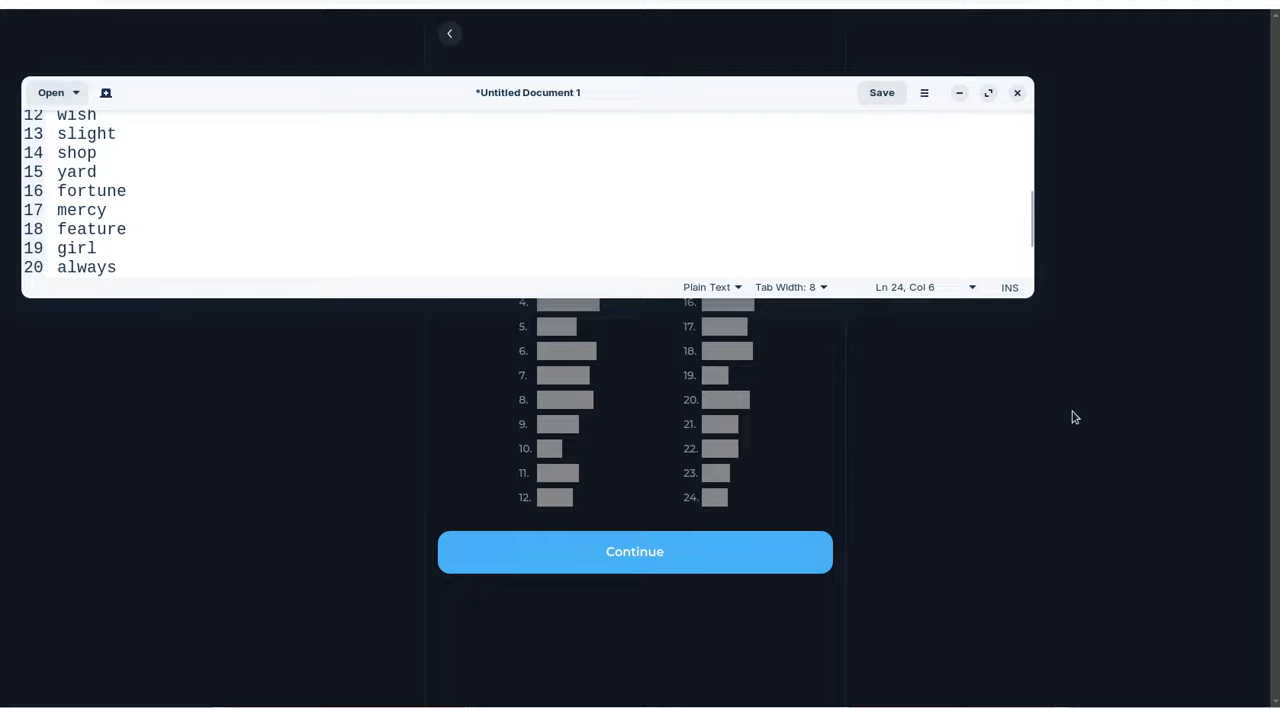 Open
*Untitled Document 1
Save
12 wish
13 slight
14 shop
15 yard
16 fortune
17 mercy
18 feature
19 girl
20 always
Plain Text
Tab Width: 8
Ln 24, Col 6
INS
4. 16.
5. 17.
6. 18.
7. 19.
8. 20.
9. 21.
10. 22.
11. 23.
12. 24.
Continue